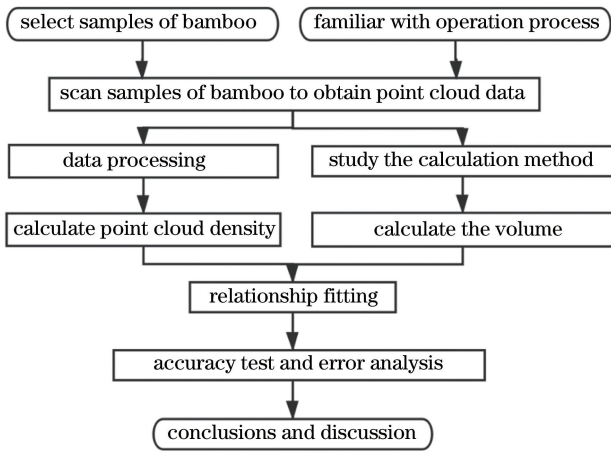 select samples of bamboo
familiar with operation process
scan samples of bamboo to obtain point cloud data
data processing
study the calculation method
calculate point cloud density
calculate the volume
relationship fitting
accuracy test and error analysis
conclusions and discussion